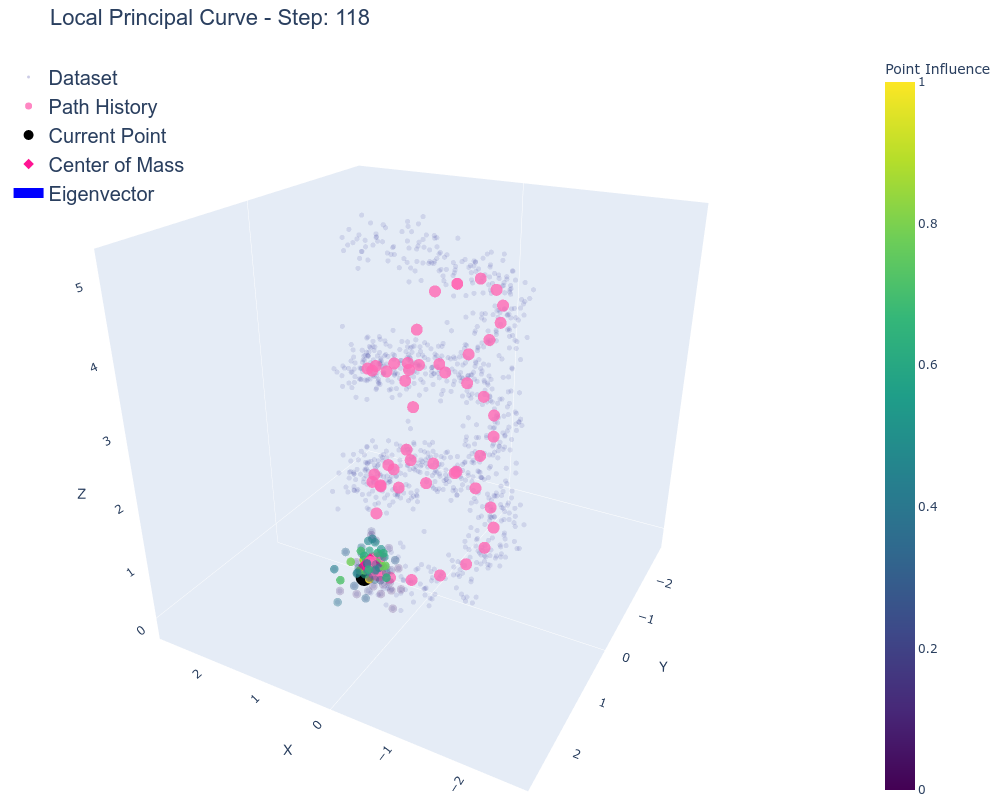 Local Principal Curve - Step: 118
Dataset
Path History
Current Point
Center of Mass
Eigenvector
Point Influence
1
0.8
0.6
0.4
0.2
0
5
4
3
2
1
0
Z
2
1
0
−1
−2
X
−2
−1
0
1
2
Y